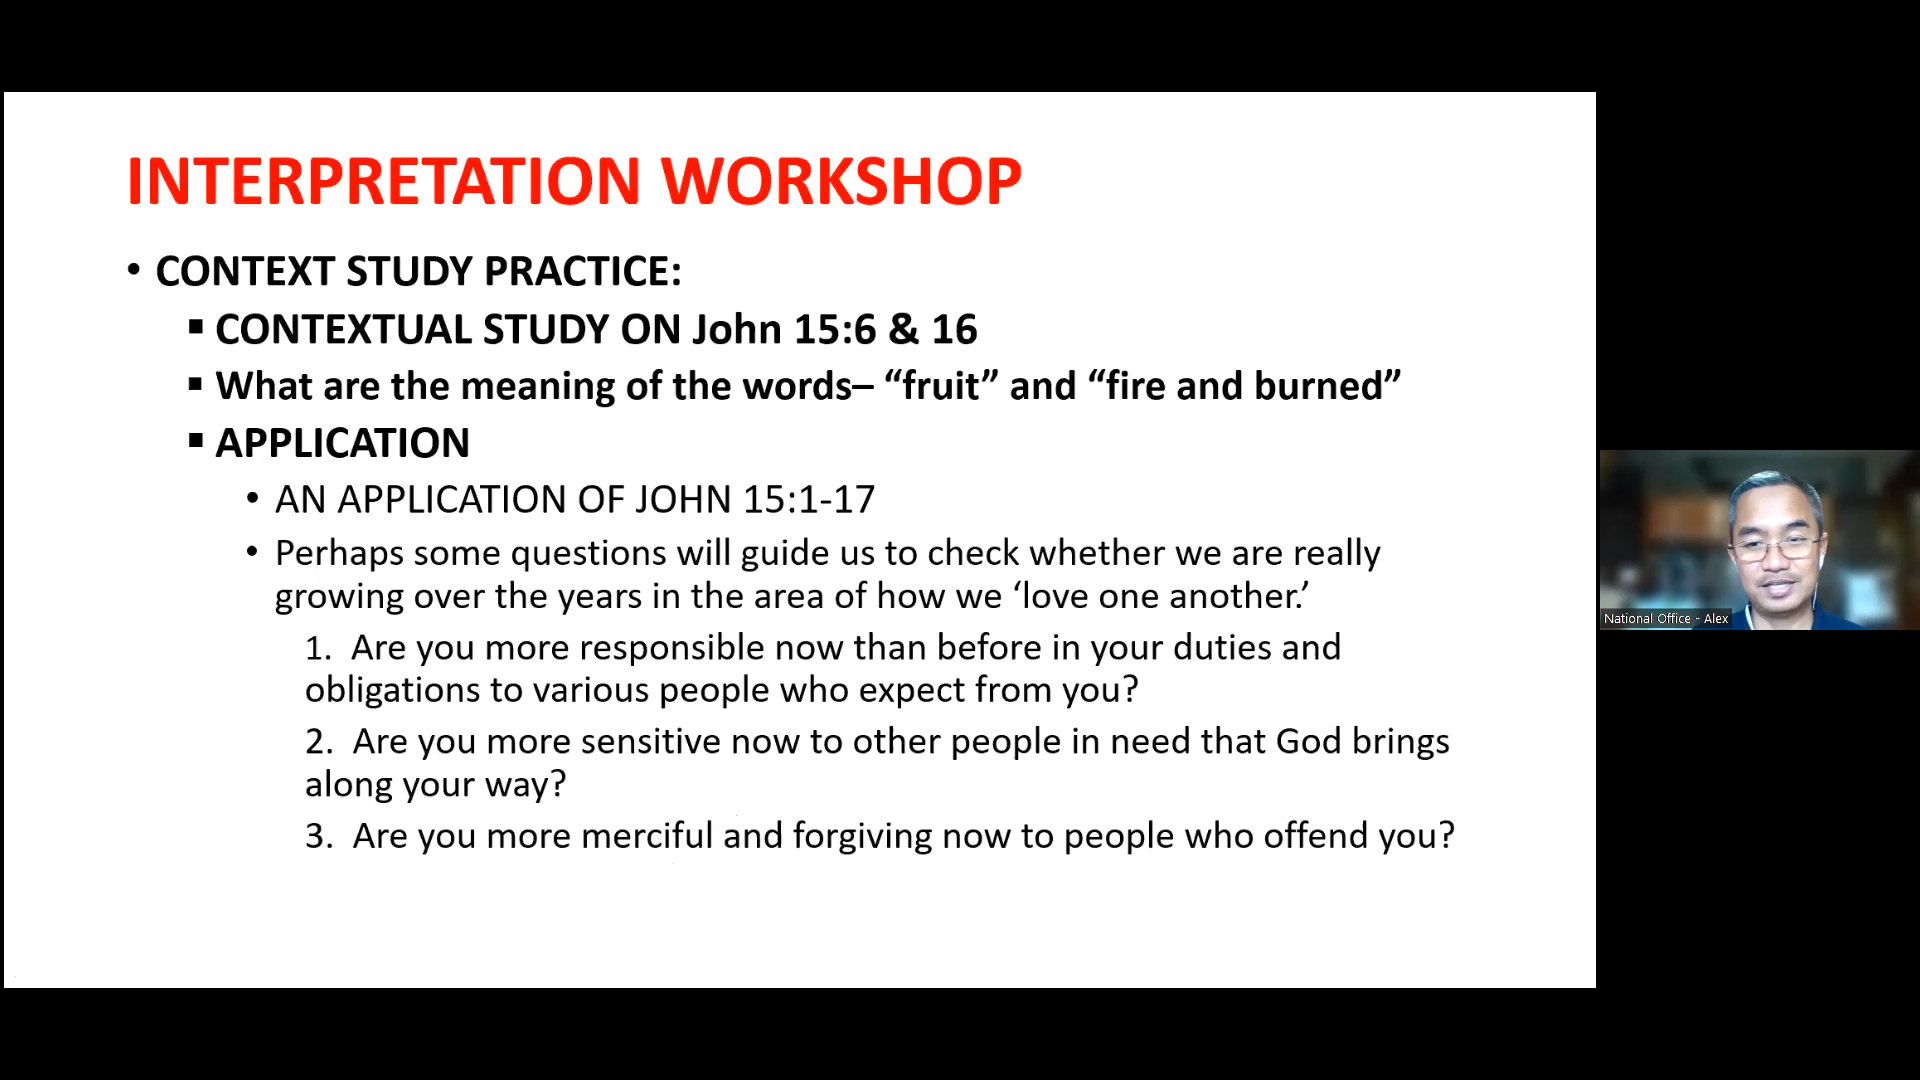 INTERPRETATION WORKSHOP
• CONTEXT STUDY PRACTICE:
▪ CONTEXTUAL STUDY ON John 15:6 & 16
▪ What are the meaning of the words– “fruit” and “fire and burned”
▪ APPLICATION
• AN APPLICATION OF JOHN 15:1-17
• Perhaps some questions will guide us to check whether we are really
growing over the years in the area of how we ‘love one another.’
1. Are you more responsible now than before in your duties and
obligations to various people who expect from you?
2. Are you more sensitive now to other people in need that God brings
along your way?
3. Are you more merciful and forgiving now to people who offend you?
National Office - Alex